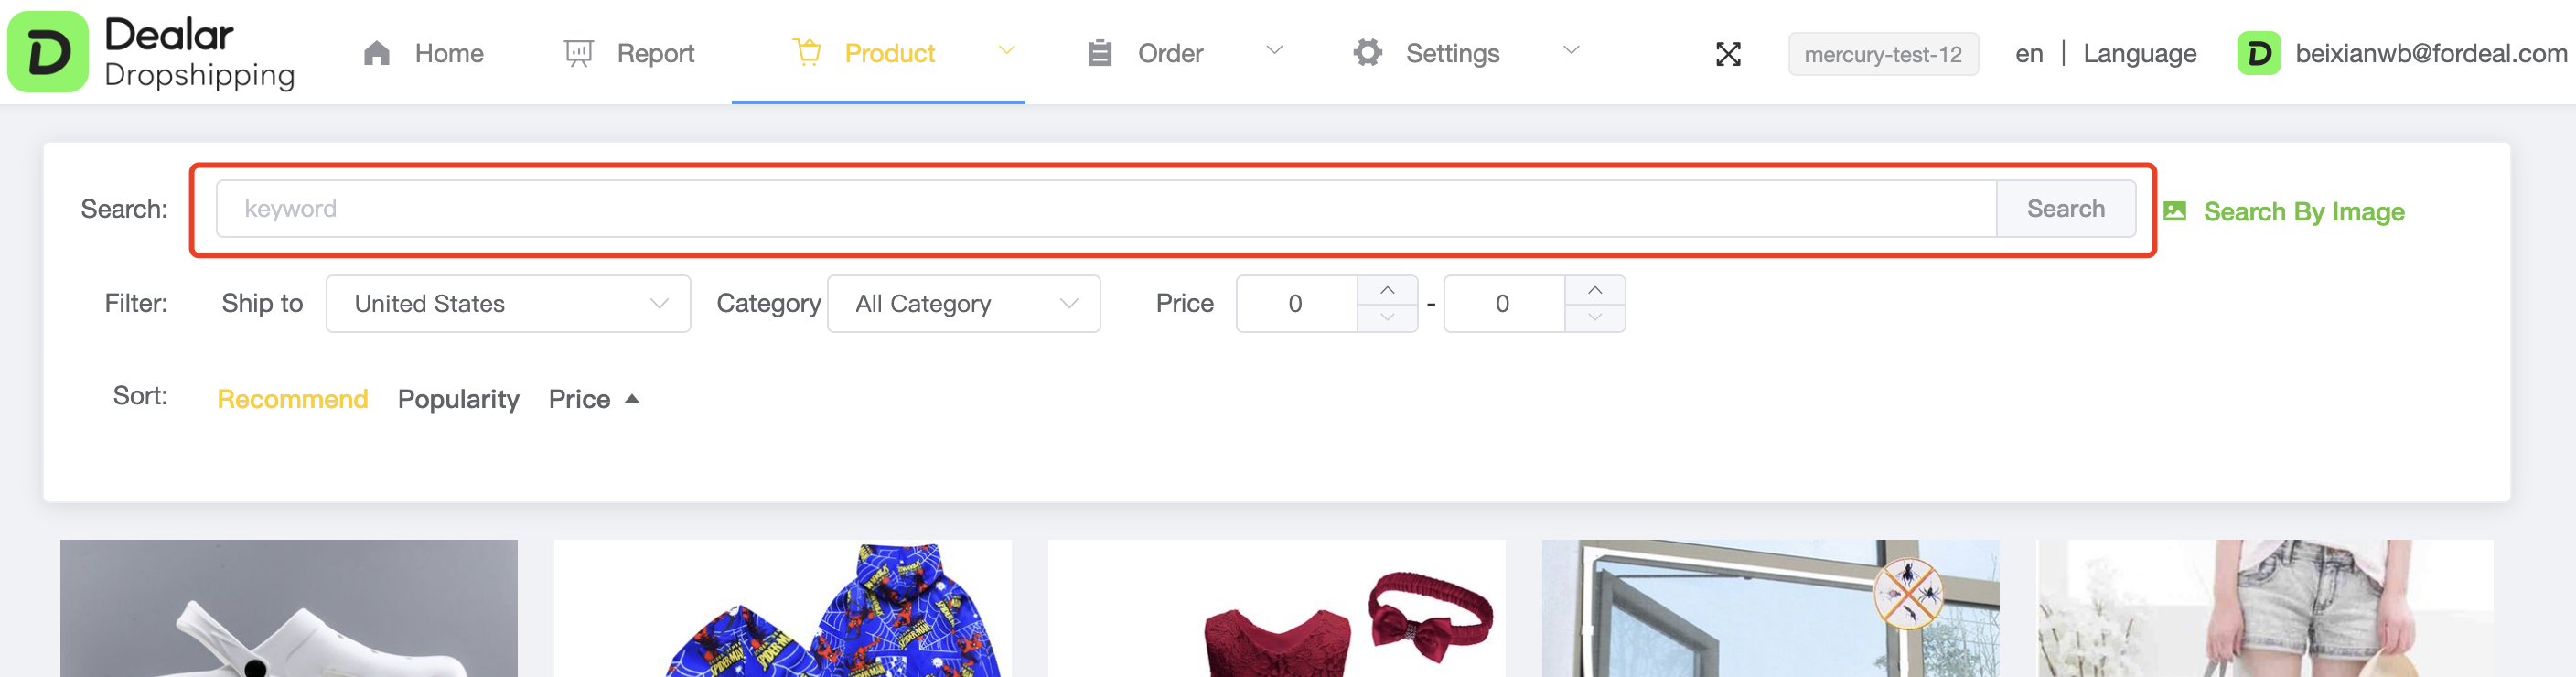 Dealar
Dropshipping
Home
Report
Product
Order
Settings
mercury-test-12
en | Language
beixianwb@fordeal.com
Search: keyword Search Search By Image
Filter: Ship to United States Category All Category Price 0 - 0
Sort: Recommend Popularity Price